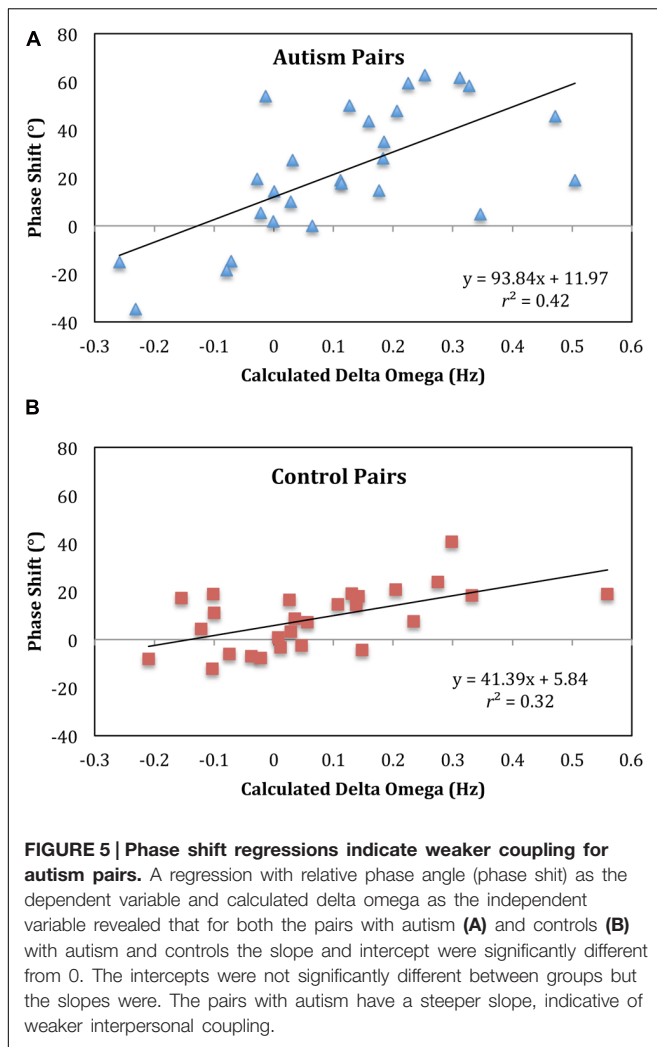 A
Autism Pairs
80
60
40
20
0
-20
-40
Phase Shift (°)
y = 93.84x + 11.97
r² = 0.42
-0.3 -0.2 -0.1 0 0.1 0.2 0.3 0.4 0.5 0.6
Calculated Delta Omega (Hz)
B
Control Pairs
80
60
40
20
0
-20
-40
Phase Shift (°)
y = 41.39x + 5.84
r² = 0.32
-0.3 -0.2 -0.1 0 0.1 0.2 0.3 0.4 0.5 0.6
Calculated Delta Omega (Hz)
FIGURE 5 | Phase shift regressions indicate weaker coupling for
autism pairs. A regression with relative phase angle (phase shit) as the
dependent variable and calculated delta omega as the independent
variable revealed that for both the pairs with autism (A) and controls (B)
with autism and controls the slope and intercept were significantly different
from 0. The intercepts were not significantly different between groups but
the slopes were. The pairs with autism have a steeper slope, indicative of
weaker interpersonal coupling.